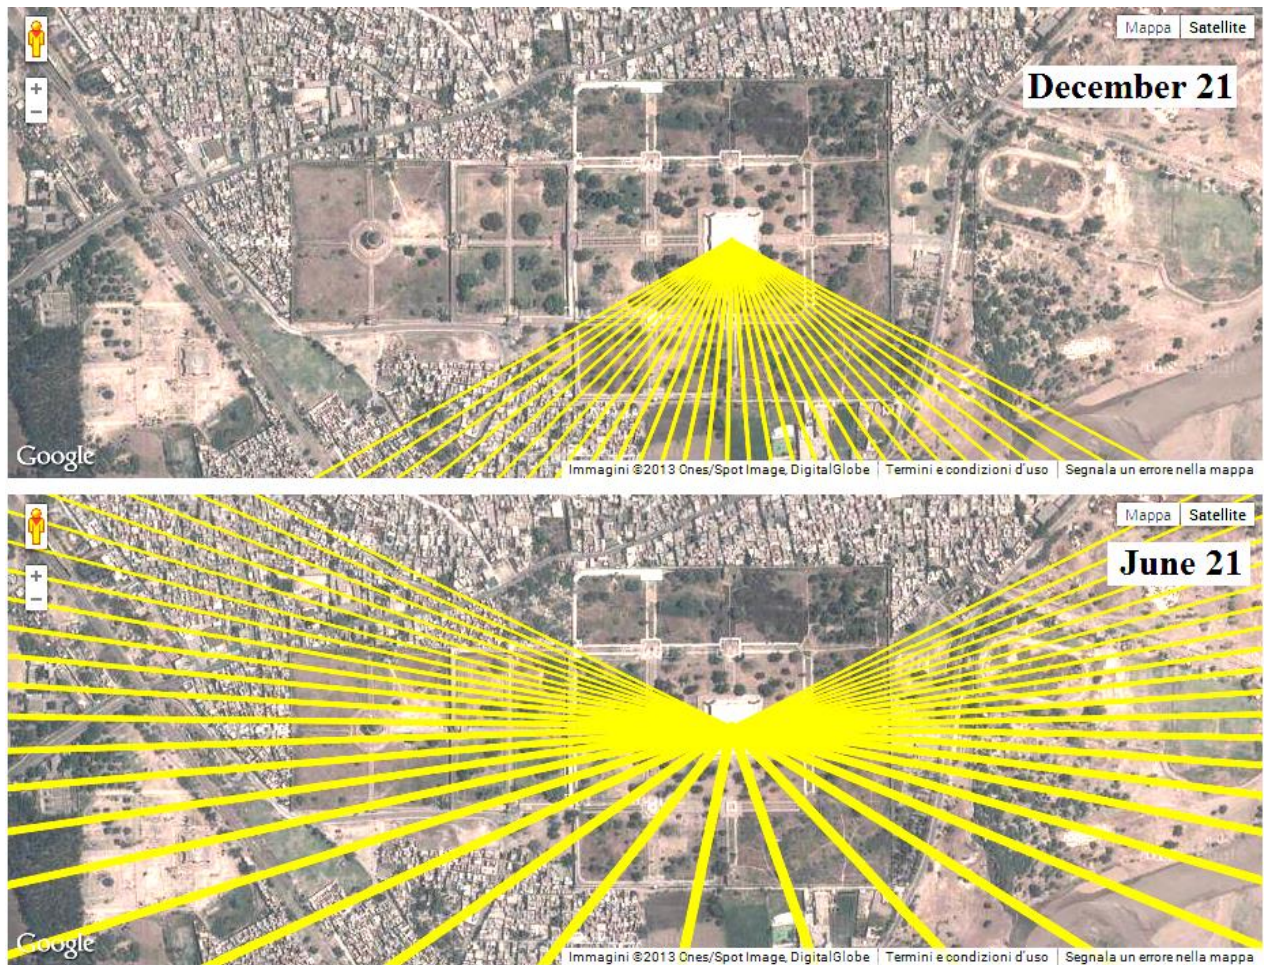 Mappa
Satellite
December 21
+
−
Google
Immagini ©2013 Cnes/Spot Image, DigitalGlobe
Termini e condizioni d'uso
Segnala un errore nella mappa
Mappa
Satellite
June 21
+
−
Google
Immagini ©2013 Cnes/Spot Image, DigitalGlobe
Termini e condizioni d'uso
Segnala un errore nella mappa